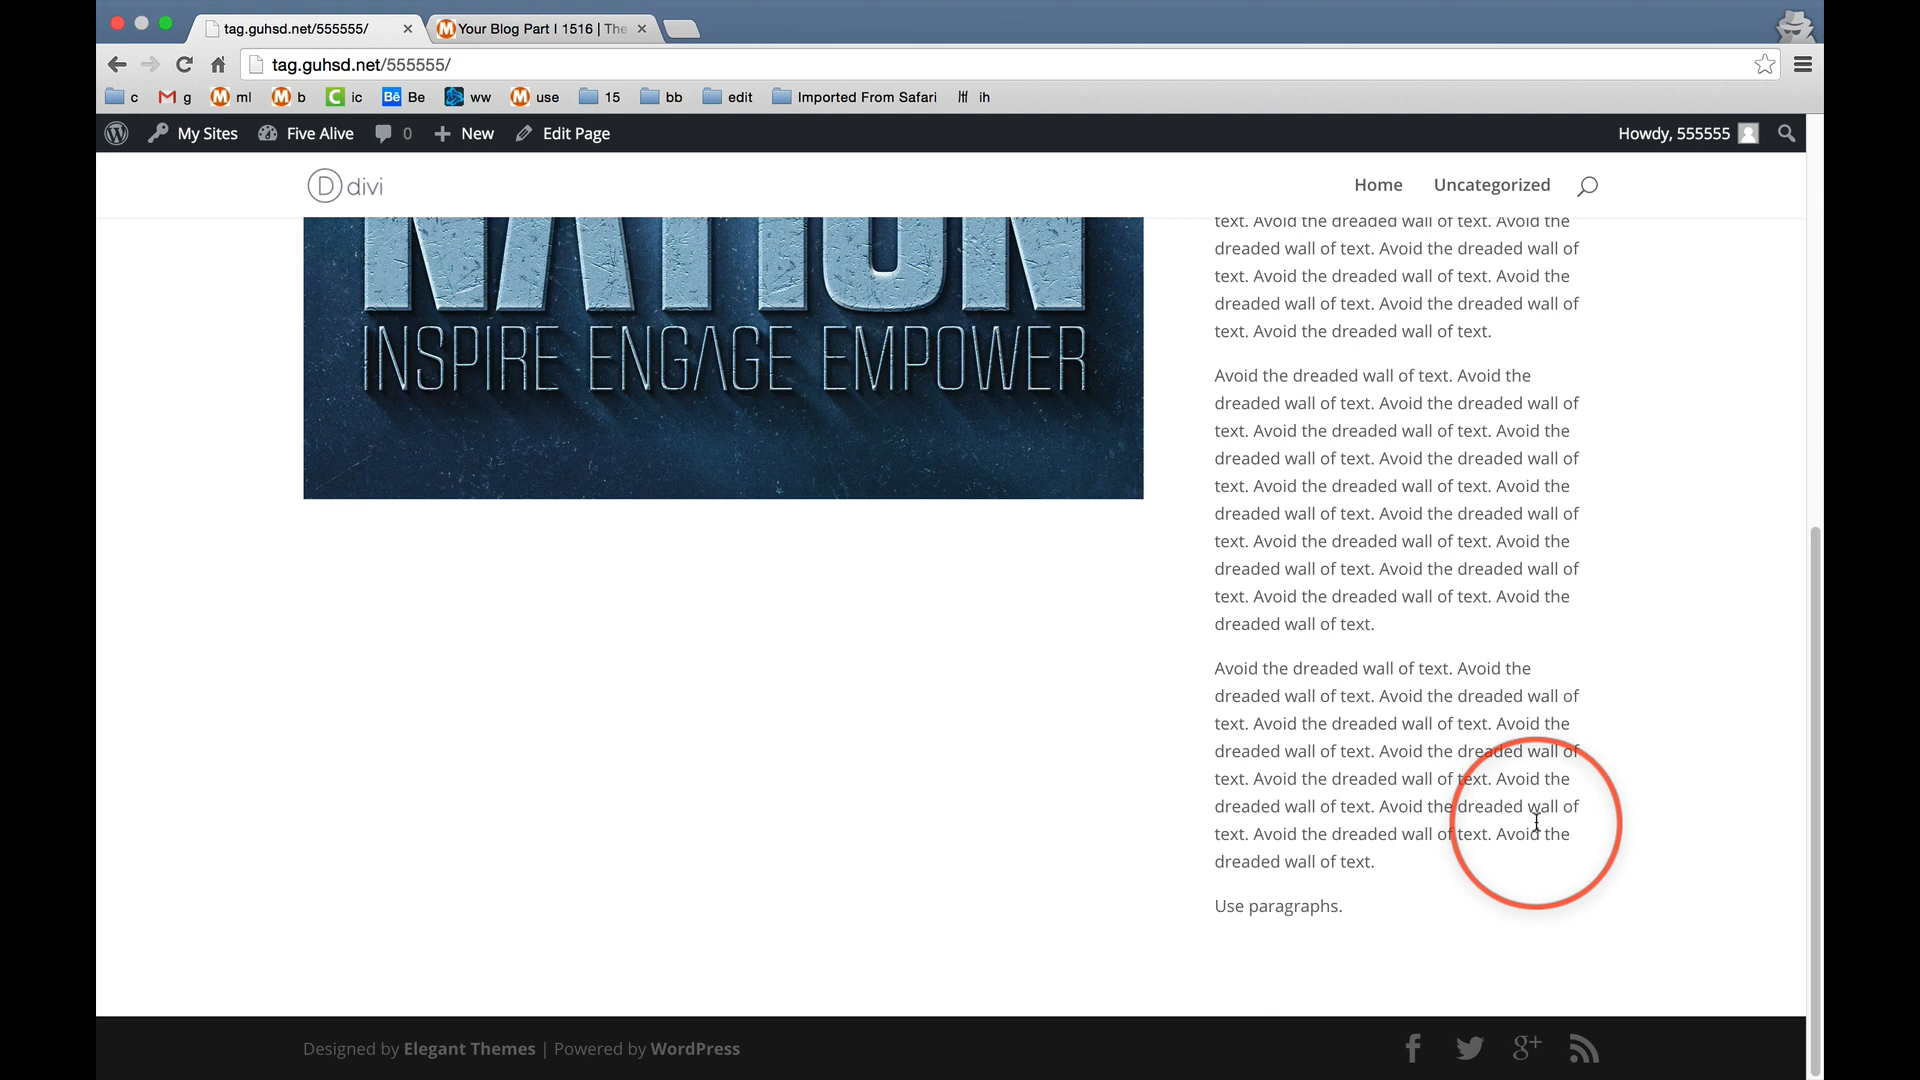 tag.guhsd.net/555555/
Your Blog Part I 1516 | The
tag.guhsd.net/555555/
c g ml b ic Bē Be ww use 15 bb edit Imported From Safari ih
My Sites Five Alive 0 New Edit Page
Howdy, 555555
D divi
Home Uncategorized
NATION
INSPIRE ENGAGE EMPOWER
text. Avoid the dreaded wall of text. Avoid the
dreaded wall of text. Avoid the dreaded wall of
text. Avoid the dreaded wall of text. Avoid the
dreaded wall of text. Avoid the dreaded wall of
text. Avoid the dreaded wall of text.
Avoid the dreaded wall of text. Avoid the
dreaded wall of text. Avoid the dreaded wall of
text. Avoid the dreaded wall of text. Avoid the
dreaded wall of text. Avoid the dreaded wall of
text. Avoid the dreaded wall of text. Avoid the
dreaded wall of text. Avoid the dreaded wall of
text. Avoid the dreaded wall of text. Avoid the
dreaded wall of text. Avoid the dreaded wall of
text. Avoid the dreaded wall of text. Avoid the
dreaded wall of text.
Avoid the dreaded wall of text. Avoid the
dreaded wall of text. Avoid the dreaded wall of
text. Avoid the dreaded wall of text. Avoid the
dreaded wall of text. Avoid the dreaded wall of
text. Avoid the dreaded wall of text. Avoid the
dreaded wall of text. Avoid the dreaded wall of
text. Avoid the dreaded wall of text. Avoid the
dreaded wall of text.
Use paragraphs.
Designed by Elegant Themes | Powered by WordPress